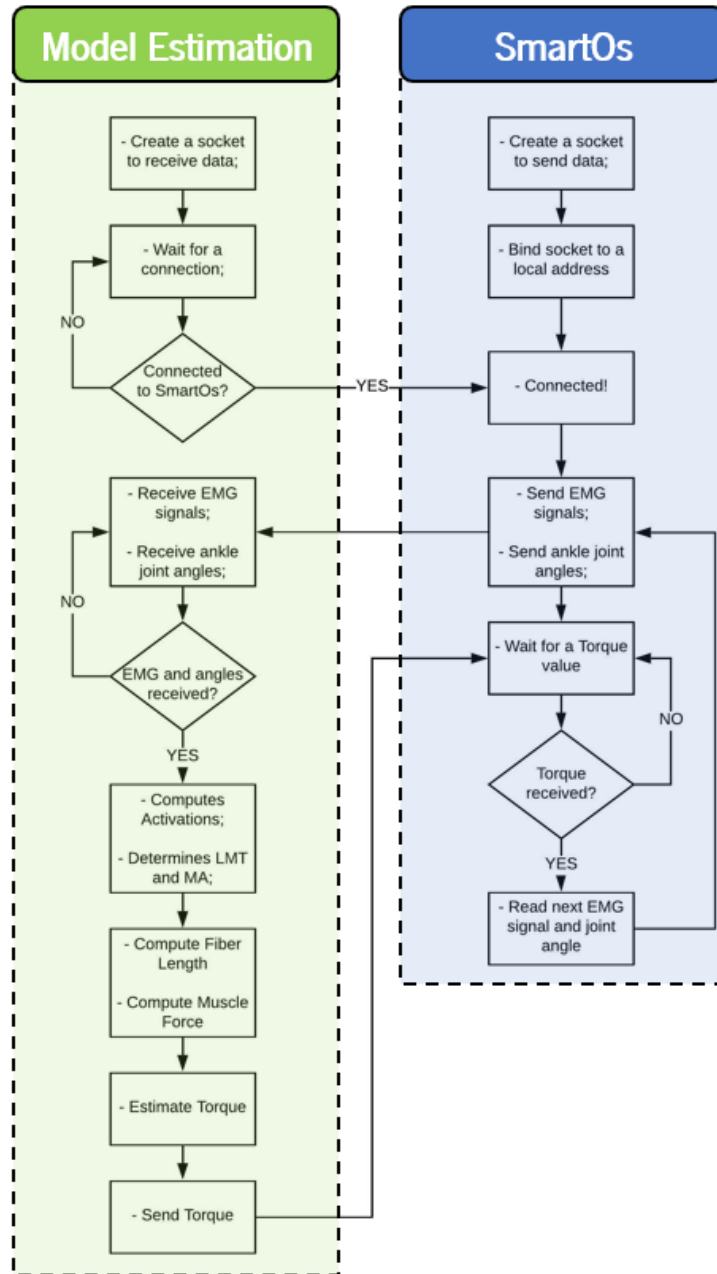 Model Estimation
- Create a socket
to receive data;
- Wait for a
connection;
NO
Connected
to SmartOs?
YES
- Receive EMG
signals;
- Receive ankle
joint angles;
NO
EMG and angles
received?
YES
- Computes
Activations;
- Determines LMT
and MA;
- Compute Fiber
Length
- Compute Muscle
Force
- Estimate Torque
- Send Torque
SmartOs
- Create a socket
to send data;
- Bind socket to a
local address
- Connected!
- Send EMG
signals;
- Send ankle joint
angles;
- Wait for a Torque
value
NO
Torque
received?
YES
- Read next EMG
signal and joint
angle